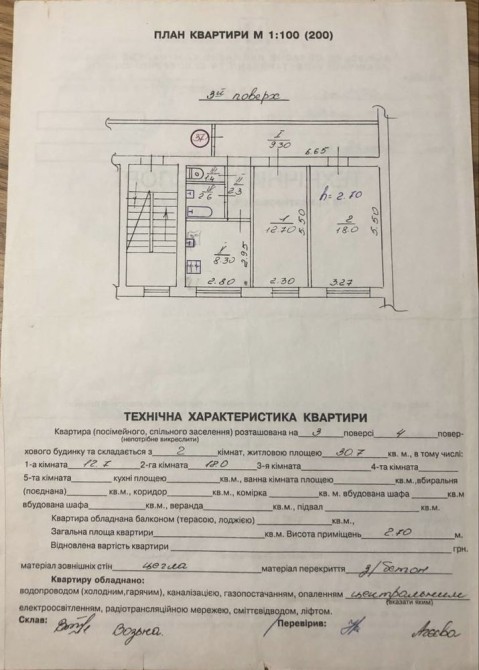 ПЛАН КВАРТИРИ М 1:100 (200)
3ій поверх
37
I
9.30
6.65
h=2.80
1
12.70
5.50
2
18.0
5.50
8.30
2.95
2.80
2.30
3.27
ТЕХНІЧНА ХАРАКТЕРИСТИКА КВАРТИРИ
Квартира (посімейного, спільного заселення) розташована на 3 поверсі 4 повер-
(непотрібне викреслити)
хового будинку та складається з 2 кімнат, житловою площею 30.7 кв. м., в тому числі:
1-а кімната 12.7 2-га кімната 18.0 3-я кімната 4-та кімната
5-та кімната кухні площею кв.м., ванна кімната площею кв.м.,вбиральня
(поєднана) кв.м., коридор кв.м., комірка кв.м. вбудована шафа кв.м
вбудована шафа кв.м., веранда кв.м., підвал кв.м.
Квартира обладнана балконом (терасою, лоджією) кв.м.,
Загальна площа квартири кв.м. Висота приміщень 2.80 м.
Відновлена вартість квартири грн.
матеріал зовнішніх стін цегла матеріал перекриття з/бетон
Квартиру обладнано:
водопроводом (холодним,гарячим), каналізацією, газопостачанням, опаленням центральним
(вказати яким)
електроосвітленням, радіотрансляційною мережею, сміттєвідводом, ліфтом.
Склав: Перевірив: